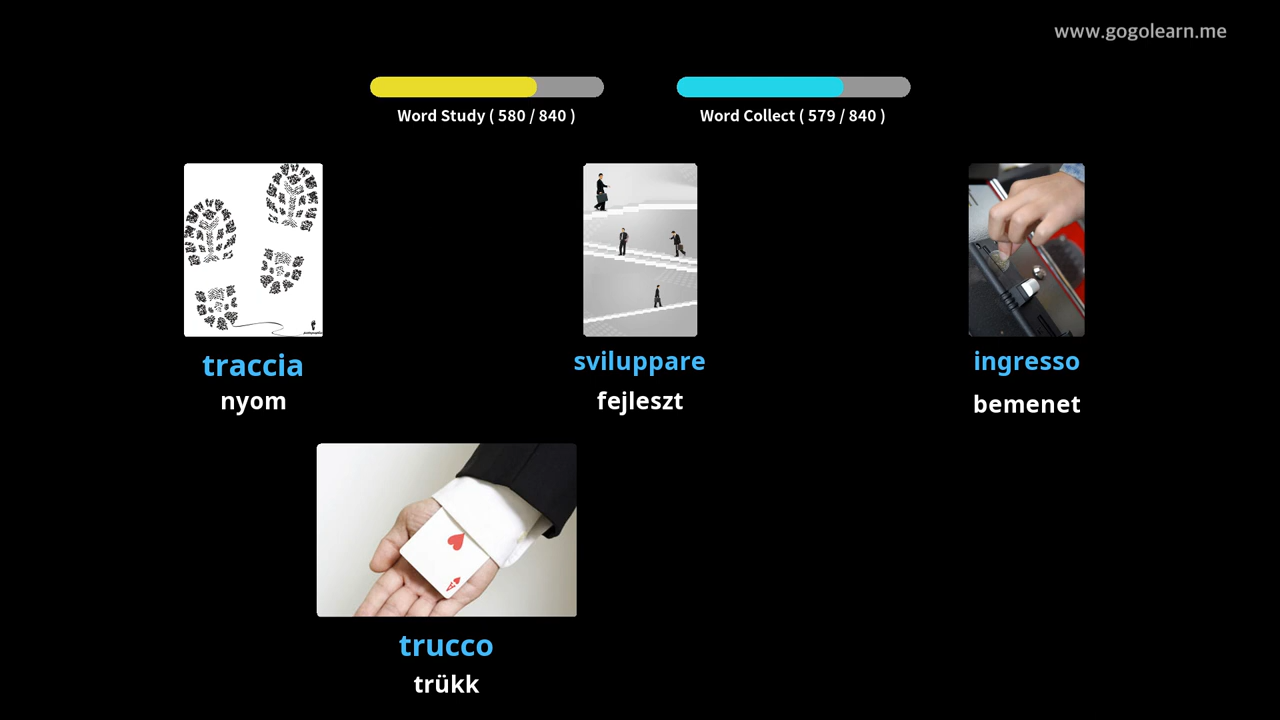 www.gogolearn.me
Word Study ( 580 / 840 )
Word Collect ( 579 / 840 )
traccia
nyom
sviluppare
fejleszt
ingresso
bemenet
A
trucco
trükk